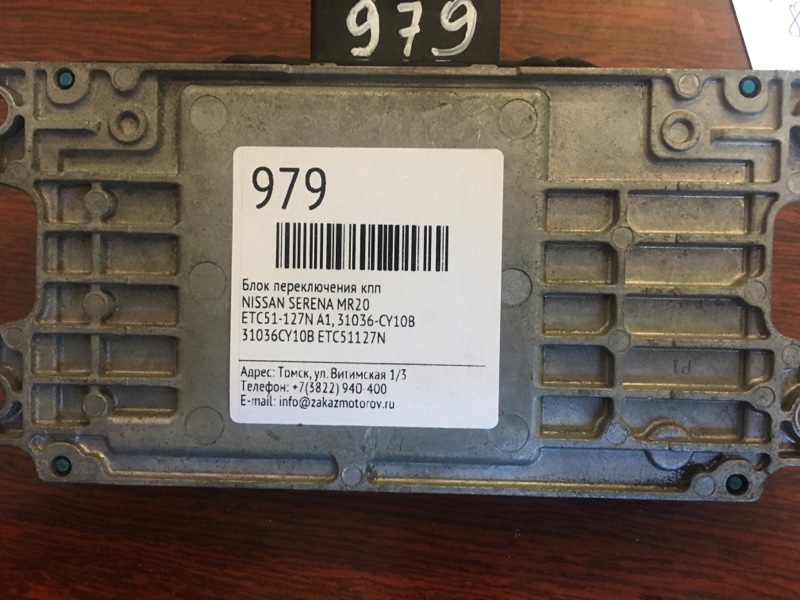 979
8
979
Блок переключения кпп
NISSAN SERENA MR20
ETC51-127N A1, 31036-CY10B
31036CY10B ETC51127N
Адрес: Томск, ул. Витимская 1/3
Телефон: +7(3822) 940-400
E-mail: info@zakazmotorov.ru